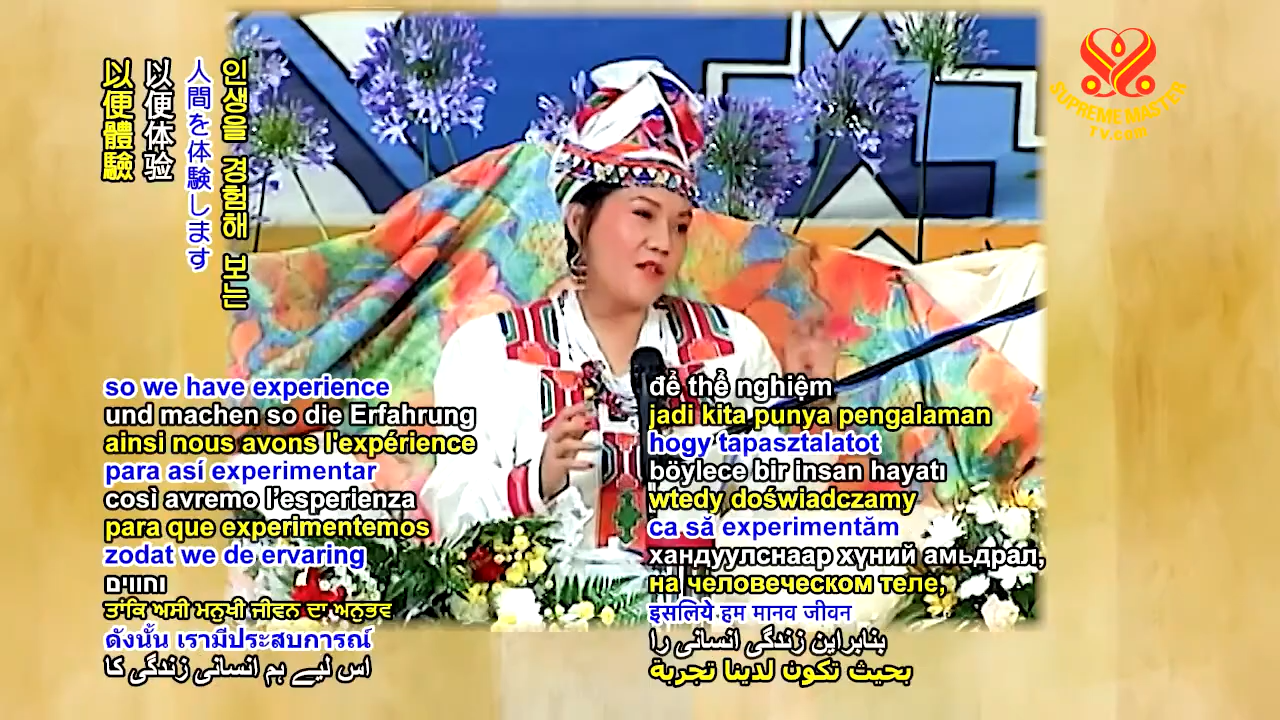 以便體驗
以便体验
人間を体験します
인생을 경험해 보는
SUPREME MASTER
TV.com
so we have experience
und machen so die Erfahrung
ainsi nous avons l'expérience
para así experimentar
così avremo l'esperienza
para que experimentemos
zodat we de ervaring
וחווים
ਤਾਂਕਿ ਅਸੀ ਮਨੁਖੀ ਜੀਵਨ ਦਾ ਅਨੁਭਵ
ดังนั้น เรามีประสบการณ์
اس لیے ہم انسانی زندگی کا
để thể nghiệm
jadi kita punya pengalaman
hogy tapasztalatot
böylece bir insan hayatı
wtedy doświadczamy
ca să experimentăm
хандуулснаар хүний амьдрал,
на человеческом теле,
इसलिये हम मानव जीवन
بنابراین زندگی انسانی را
بحيث تكون لدينا تجربة